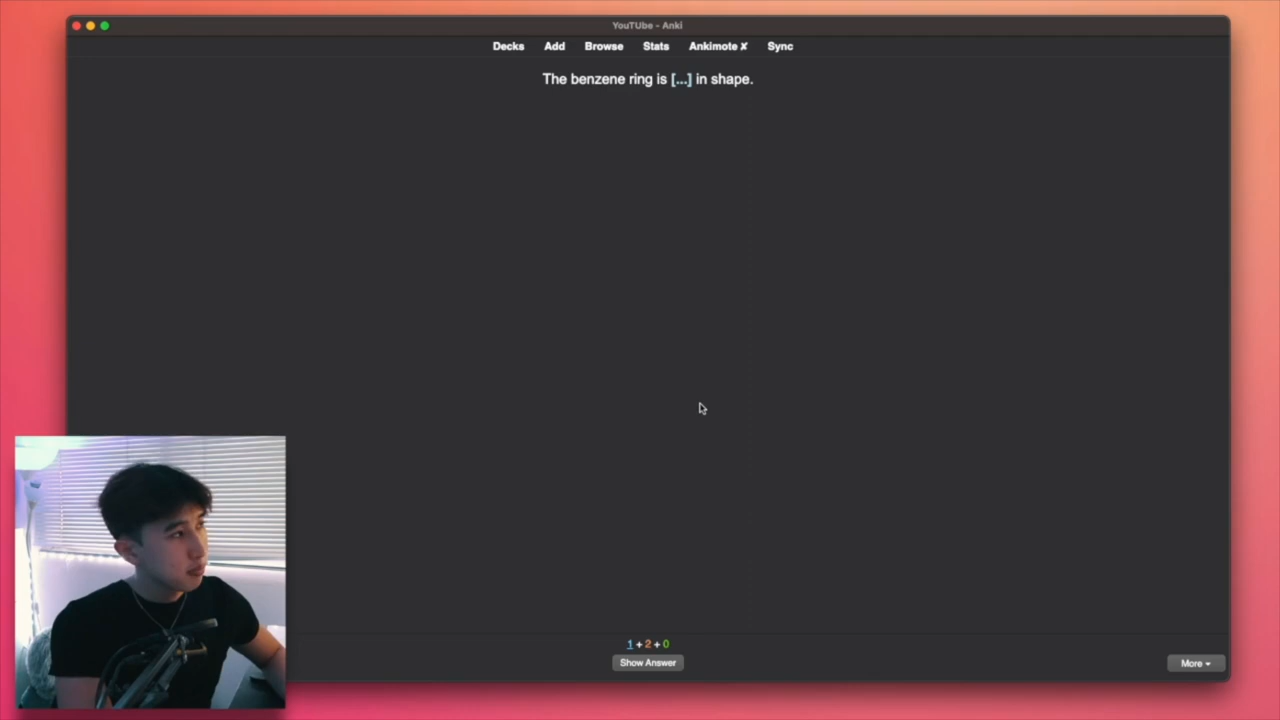 YouTUbe - Anki
Decks Add Browse Stats Ankimote ✘ Sync
The benzene ring is [...] in shape.
1 + 2 + 0
Show Answer
More